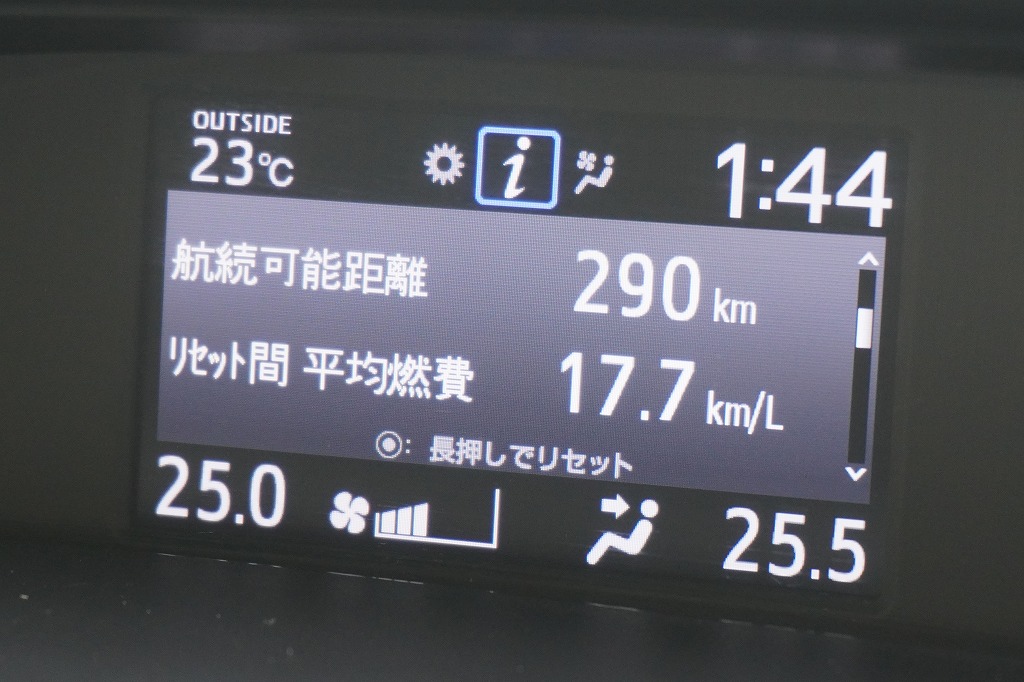 OUTSIDE
23℃
i
1:44
航続可能距離 290 km
リセット間 平均燃費 17.7 km/L
◉: 長押しでリセット
25.0
25.5